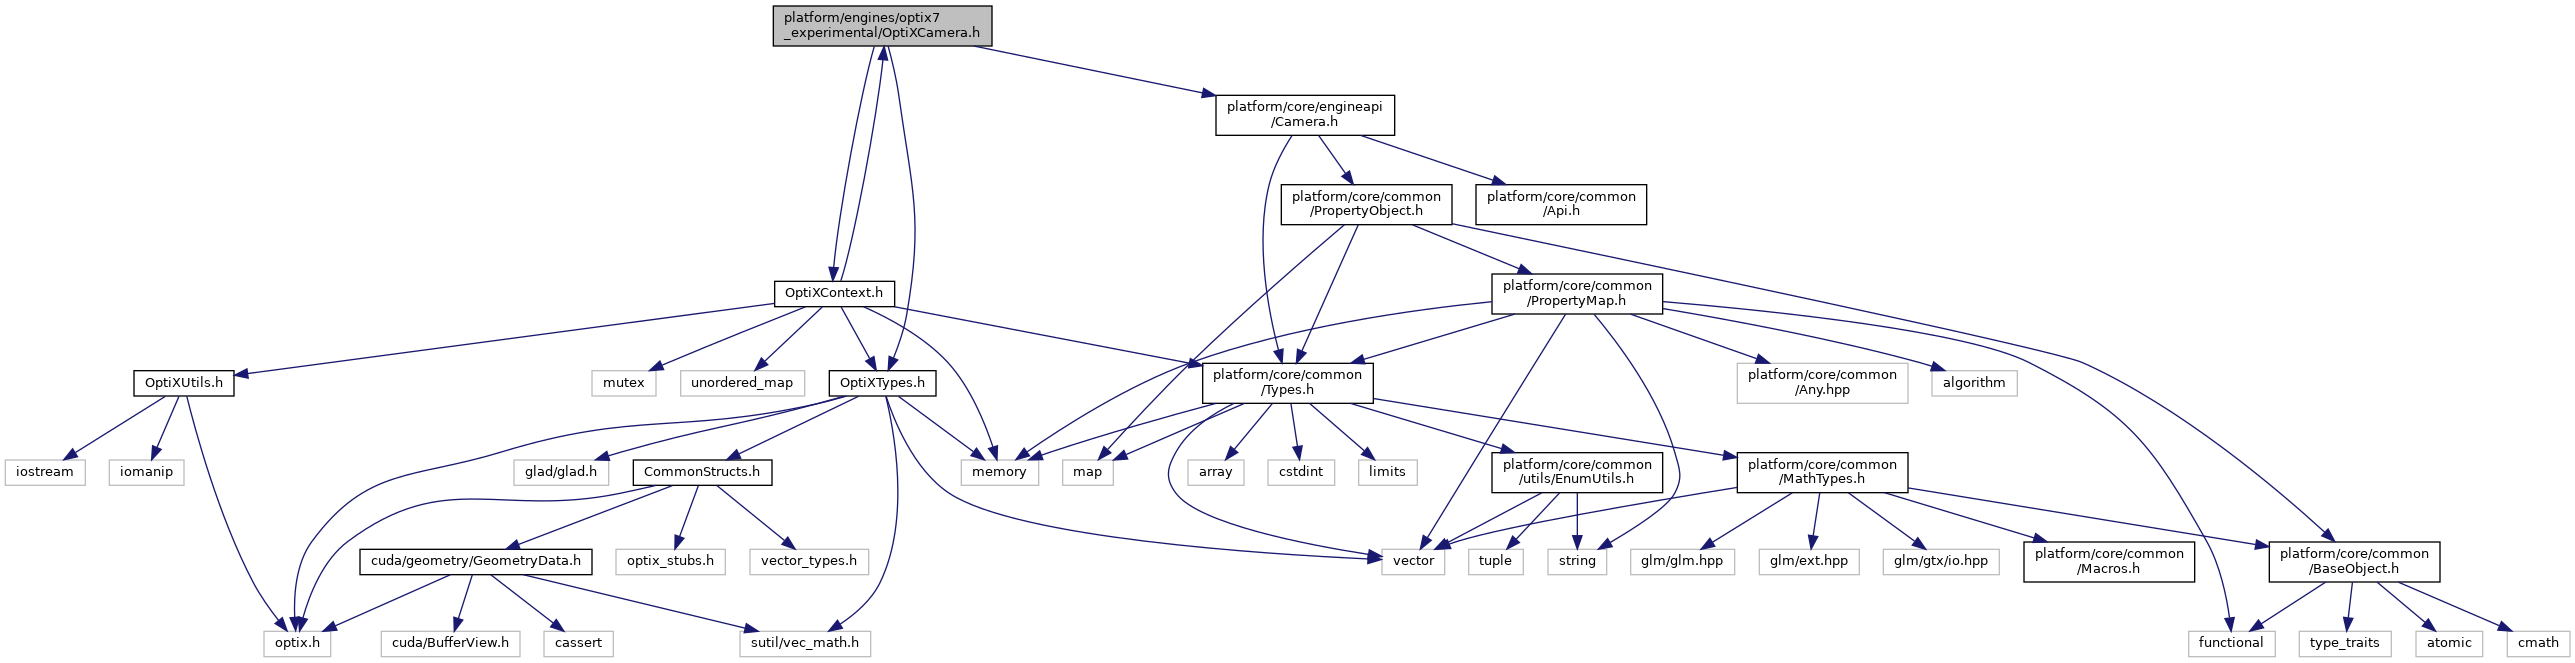 platform/engines/optix7
_experimental/OptiXCamera.h
platform/core/engineapi
/Camera.h
platform/core/common
/PropertyObject.h
platform/core/common
/Api.h
OptiXContext.h
platform/core/common
/PropertyMap.h
OptiXUtils.h
mutex
unordered_map
OptiXTypes.h
platform/core/common
/Types.h
platform/core/common
/Any.hpp
algorithm
iostream
iomanip
glad/glad.h
CommonStructs.h
memory
map
array
cstdint
limits
platform/core/common
/utils/EnumUtils.h
platform/core/common
/MathTypes.h
cuda/geometry/GeometryData.h
optix_stubs.h
vector_types.h
vector
tuple
string
glm/glm.hpp
glm/ext.hpp
glm/gtx/io.hpp
platform/core/common
/Macros.h
platform/core/common
/BaseObject.h
optix.h
cuda/BufferView.h
cassert
sutil/vec_math.h
functional
type_traits
atomic
cmath